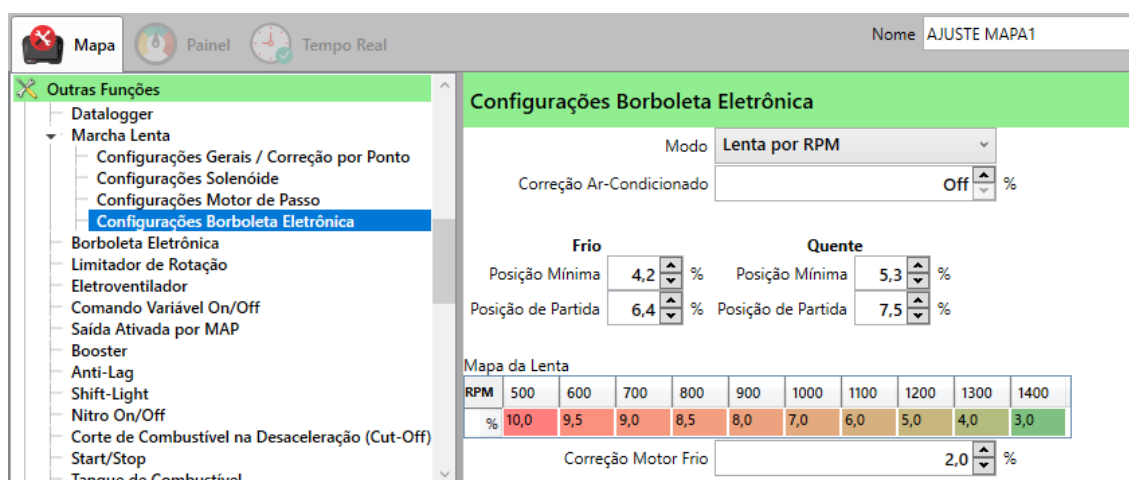 Mapa Painel Tempo Real Nome AJUSTE MAPA1
Outras Funções
Datalogger
Marcha Lenta
Configurações Gerais / Correção por Ponto
Configurações Solenóide
Configurações Motor de Passo
Configurações Borboleta Eletrônica
Borboleta Eletrônica
Limitador de Rotação
Eletroventilador
Comando Variável On/Off
Saída Ativada por MAP
Booster
Anti-Lag
Shift-Light
Nitro On/Off
Corte de Combustível na Desaceleração (Cut-Off)
Start/Stop
Tanque de Combustível
Configurações Borboleta Eletrônica
Modo Lenta por RPM
Correção Ar-Condicionado Off %
Frio Quente
Posição Mínima 4,2 % Posição Mínima 5,3 %
Posição de Partida 6,4 % Posição de Partida 7,5 %
Mapa da Lenta
RPM 500 600 700 800 900 1000 1100 1200 1300 1400
% 10,0 9,5 9,0 8,5 8,0 7,0 6,0 5,0 4,0 3,0
Correção Motor Frio 2,0 %